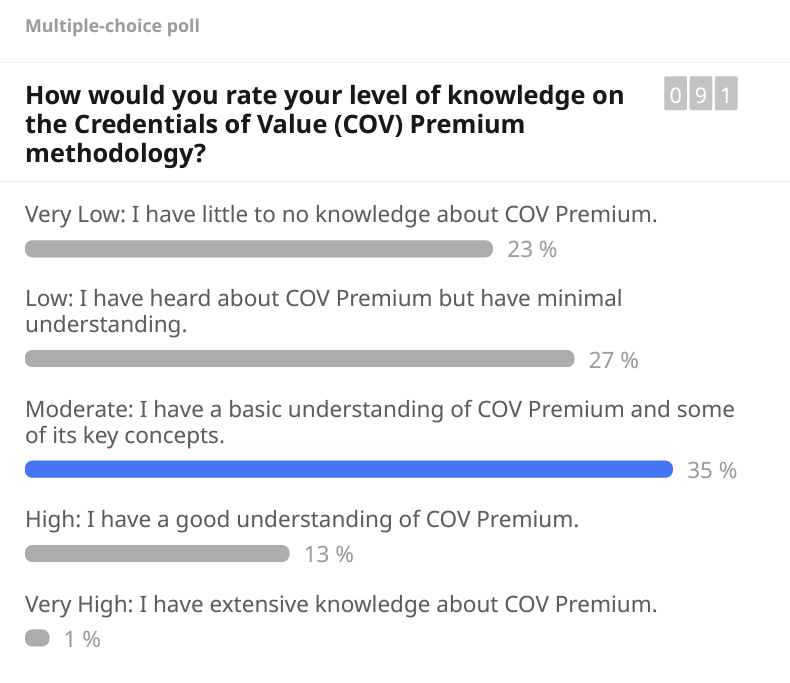 Multiple-choice poll
How would you rate your level of knowledge on
the Credentials of Value (COV) Premium
methodology?
0 9 1
Very Low: I have little to no knowledge about COV Premium.
23 %
Low: I have heard about COV Premium but have minimal
understanding.
27 %
Moderate: I have a basic understanding of COV Premium and some
of its key concepts.
35 %
High: I have a good understanding of COV Premium.
13 %
Very High: I have extensive knowledge about COV Premium.
1 %